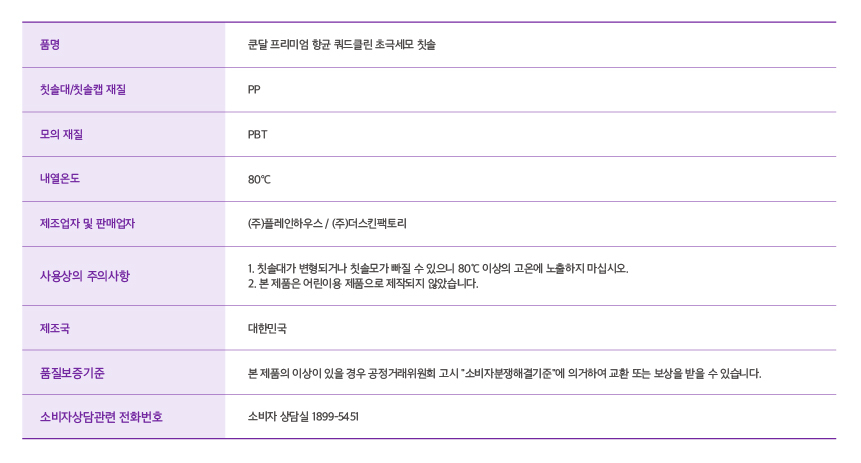 품명 쿤달 프리미엄 항균 쿼드클린 초극세모 칫솔
칫솔대/칫솔캡 재질 PP
모의 재질 PBT
내열온도 80℃
제조업자 및 판매업자 (주)플레인하우스 / (주)더스킨팩토리
사용상의 주의사항 1. 칫솔대가 변형되거나 칫솔모가 빠질 수 있으니 80℃ 이상의 고온에 노출하지 마십시오.
2. 본 제품은 어린이용 제품으로 제작되지 않았습니다.
제조국 대한민국
품질보증기준 본 제품의 이상이 있을 경우 공정거래위원회 고시 "소비자분쟁해결기준"에 의거하여 교환 또는 보상을 받을 수 있습니다.
소비자상담관련 전화번호 소비자 상담실 1899-5451